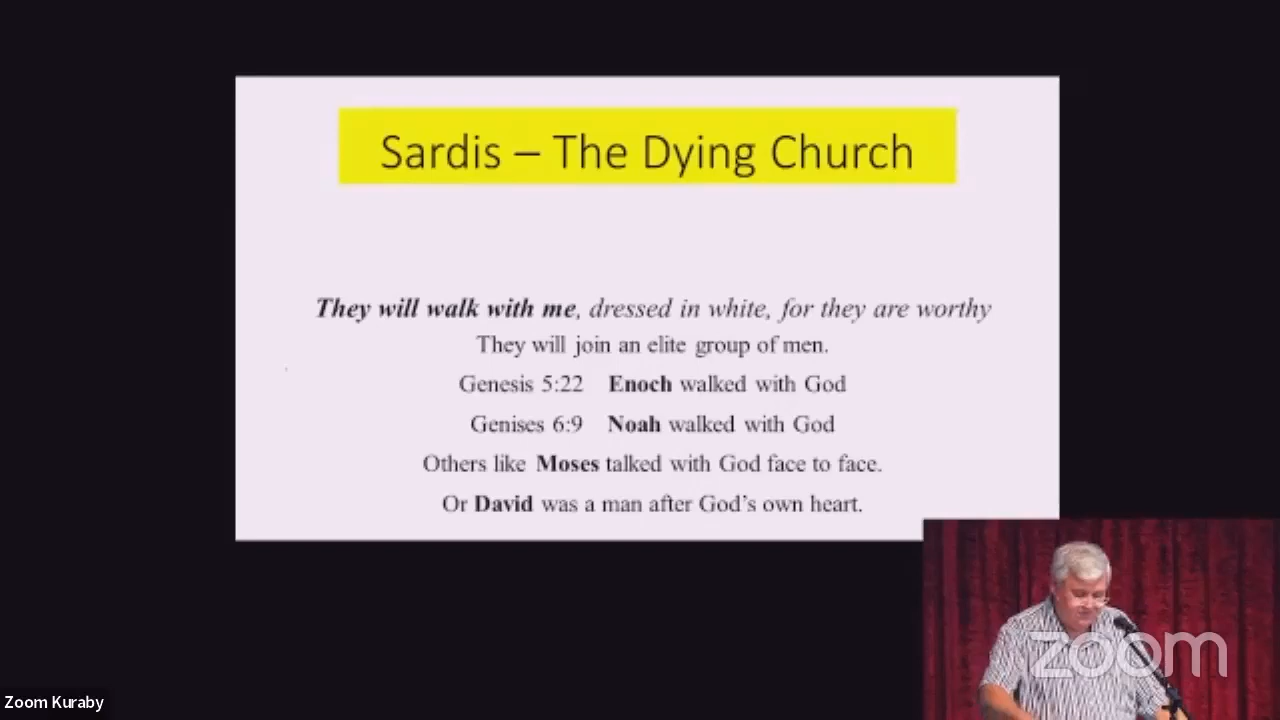 Sardis – The Dying Church
They will walk with me, dressed in white, for they are worthy
They will join an elite group of men.
Genesis 5:22 Enoch walked with God
Genises 6:9 Noah walked with God
Others like Moses talked with God face to face.
Or David was a man after God's own heart.
zoom
Zoom Kuraby